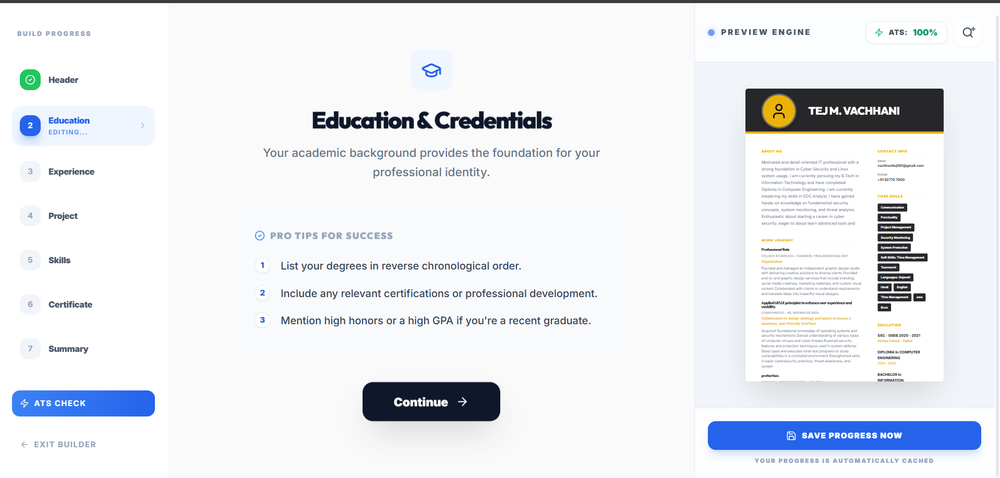 BUILD PROGRESS
Header
2
Education
EDITING...
3
Experience
4
Project
5
Skills
6
Certificate
7
Summary
ATS CHECK
EXIT BUILDER
Education & Credentials
Your academic background provides the foundation for your
professional identity.
PRO TIPS FOR SUCCESS
1 List your degrees in reverse chronological order.
2 Include any relevant certifications or professional development.
3 Mention high honors or a high GPA if you're a recent graduate.
Continue
PREVIEW ENGINE
ATS: 100%
TEJ M. VACHHANI
ABOUT ME
Motivated and detail-oriented IT professional with a
strong foundation in Cyber Security and Linux
system usage. I am currently persuing my B.Tech in
Information Technology and have completed
Diploma in Computer Engineering. I am currently
mastering my skills in SOC Analyst. I have gained
hands-on knowledge on fundamental security
concepts, system monitoring, and threat analysis.
Enthusiastic about starting a career in cyber
security, eager to about learn advanced tools and
WORK JOURNEY
Professional Role
O'CLOCK STUDIO (CO - FOUNDER), FREELANCER AUG 2021
Organization
Founded and managed an independent graphic design studio
with delivering creative solutions to diverse clients Provided
end-to-end graphic design services that include branding,
social media creatives, marketing materials, and custom visual
content Collaborated with clients to understand requirements
and translate ideas into impactful visual designs.
Applied UI/UX principles to enhance user experience and
usability.
CYBER PROTEC - RS, INTERN FEB 2025
Collaborated on design strategy and layout to ensure a
seamless, user-friendly interface.
Acquired foundational knowledge of operating systems and
security mechanisms Gained understanding of various types
of computer viruses and cyber threats Explored security
features and protection techniques used in system defense
Devel oped and executed small test programs to study
vulnerabilities in a controlled environment Strengthened skills
in basic cybersecurity practices, threat awareness, and
system
protection.
CONTACT INFO
EMAIL
vachhanitej081@gmail.com
PHONE
+91 92770 7000
CORE SKILLS
Communication
Punctuality
Project Management
Security Monitoring
System Protection
Soft Skills: Time Management
Teamwork
Languages: Gujarati
Hindi English
Time Management aws
linux
EDUCATION
SSC - GSEB 2020 - 2021
Atmiya School - Rajkot
DIPLOMA in COMPUTER
ENGINERING
2021 - 2024
BACHELOR in
INFORMATION
SAVE PROGRESS NOW
YOUR PROGRESS IS AUTOMATICALLY CACHED